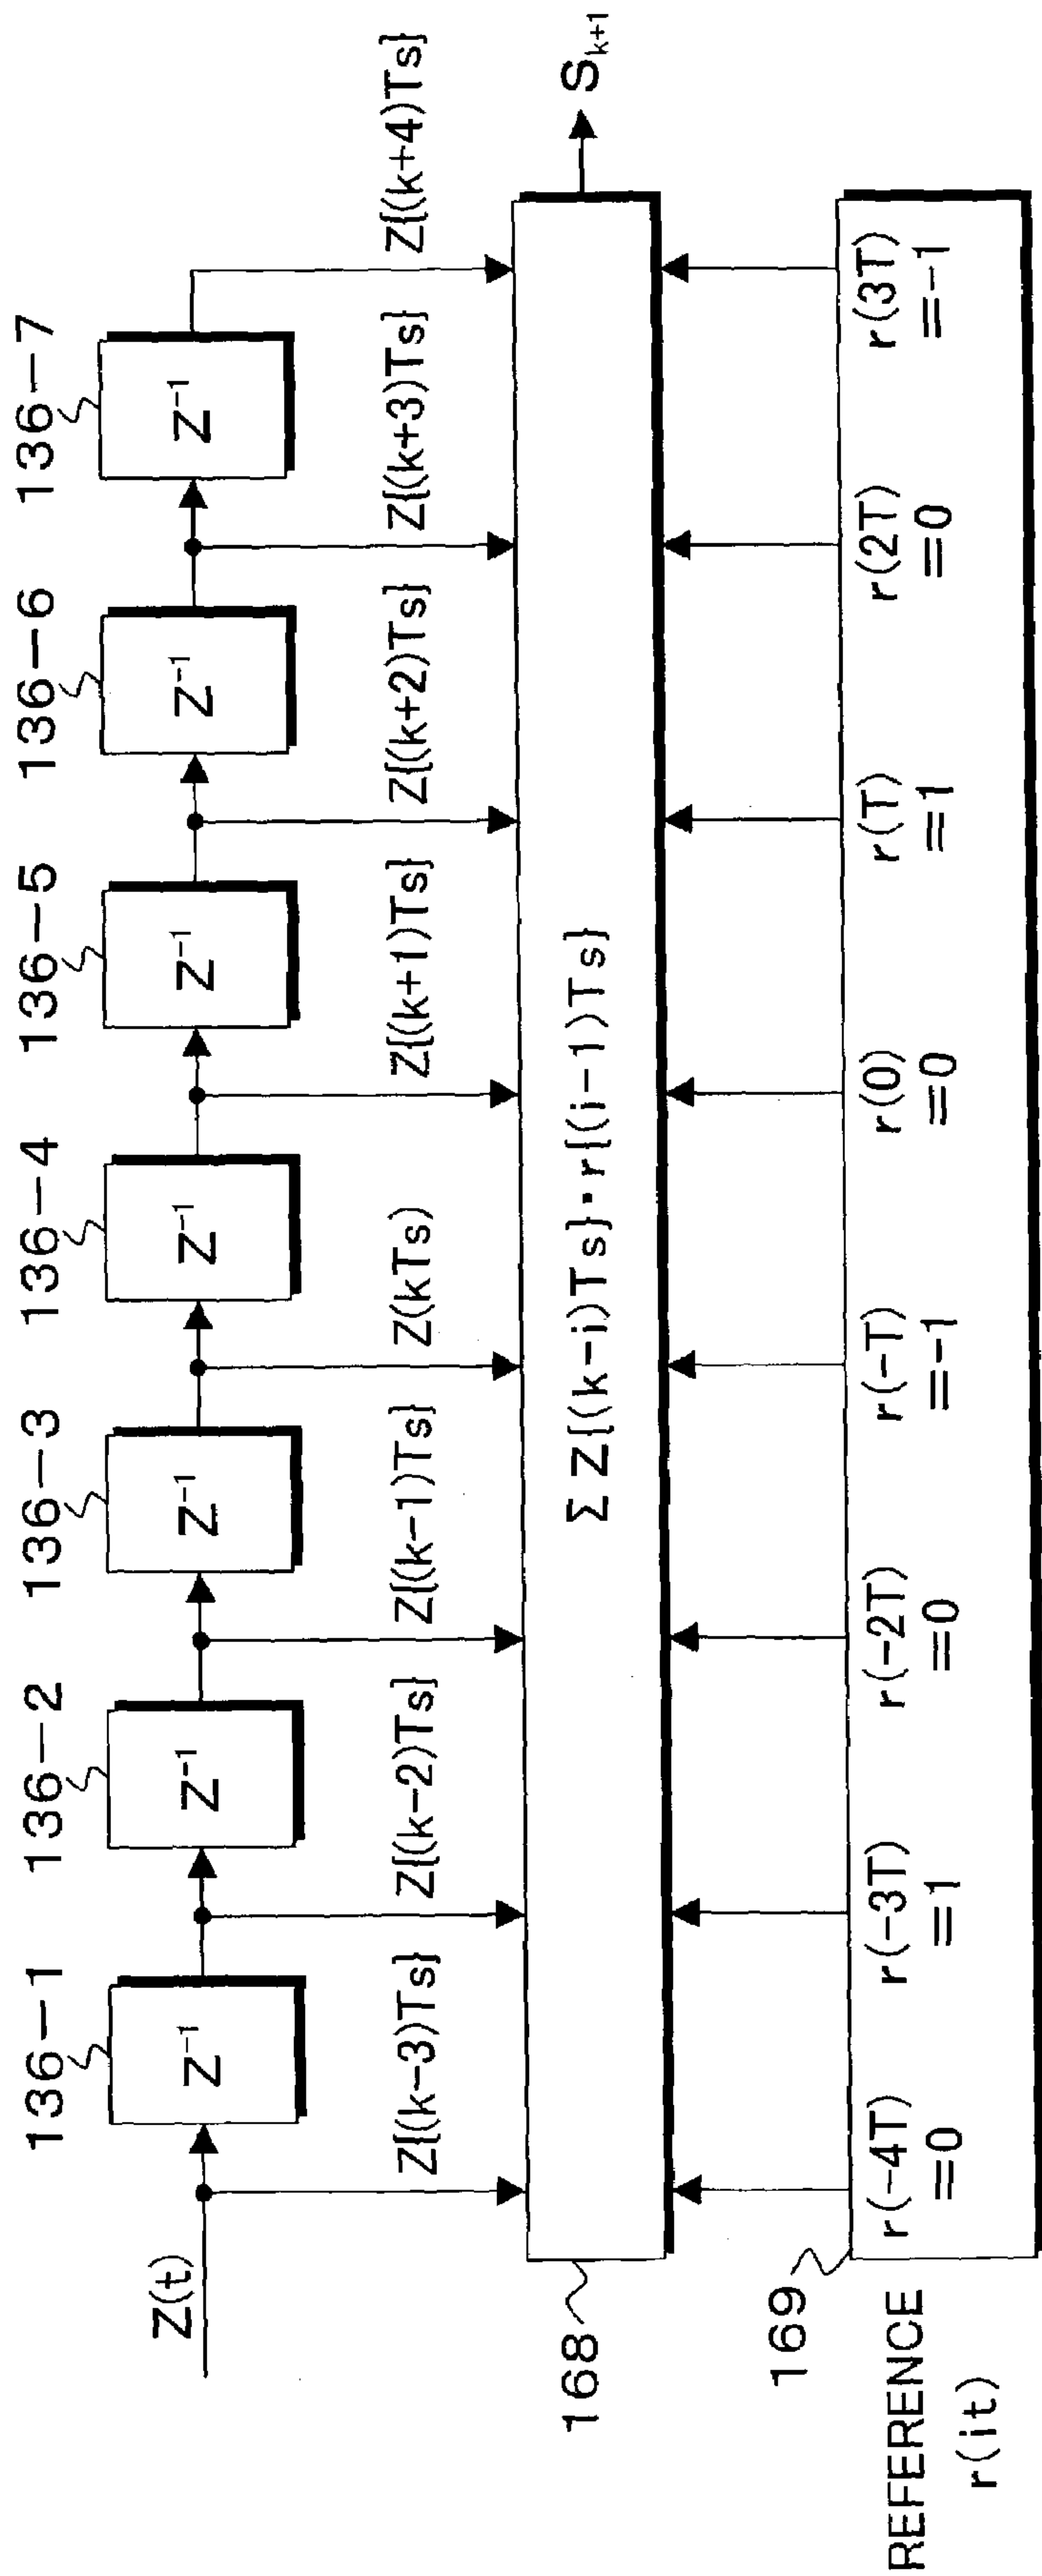 136-1 136-2 136-3 136-4 136-5 136-6 136-7
Z(t)
Z⁻¹ Z⁻¹ Z⁻¹ Z⁻¹ Z⁻¹ Z⁻¹ Z⁻¹
Z{(k-3)Ts} Z{(k-2)Ts} Z{(k-1)Ts} Z(kTs) Z{(k+1)Ts} Z{(k+2)Ts} Z{(k+3)Ts} Z{(k+4)Ts}
168
Σ Z{(k-i)Ts}·r{(i-1)Ts}
Sₖ₊₁
169
REFERENCE
r(it)
r(-4T) r(-3T) r(-2T) r(-T) r(0) r(T) r(2T) r(3T)
=0 =1 =0 =-1 =0 =1 =0 =-1